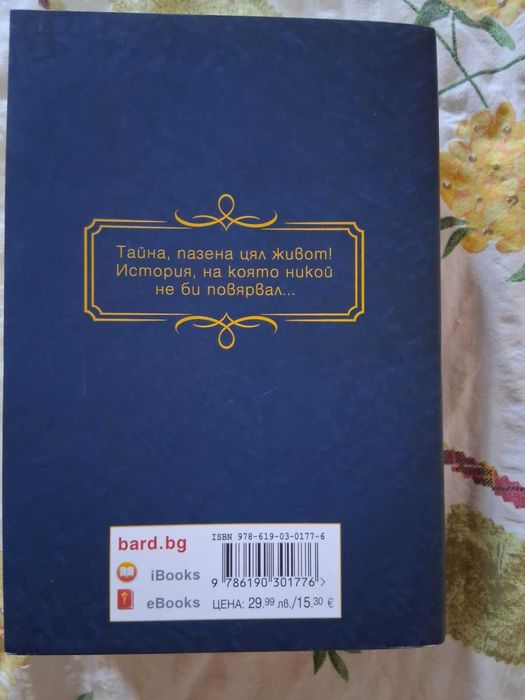 Тайна, пазена цял живот!
История, на която никой
не би повярвал...
ISBN 978-619-03-0177-6
bard.bg
iBooks
eBooks
9 786190 301776 >
ЦЕНА: 29.99 лв./15.30 €